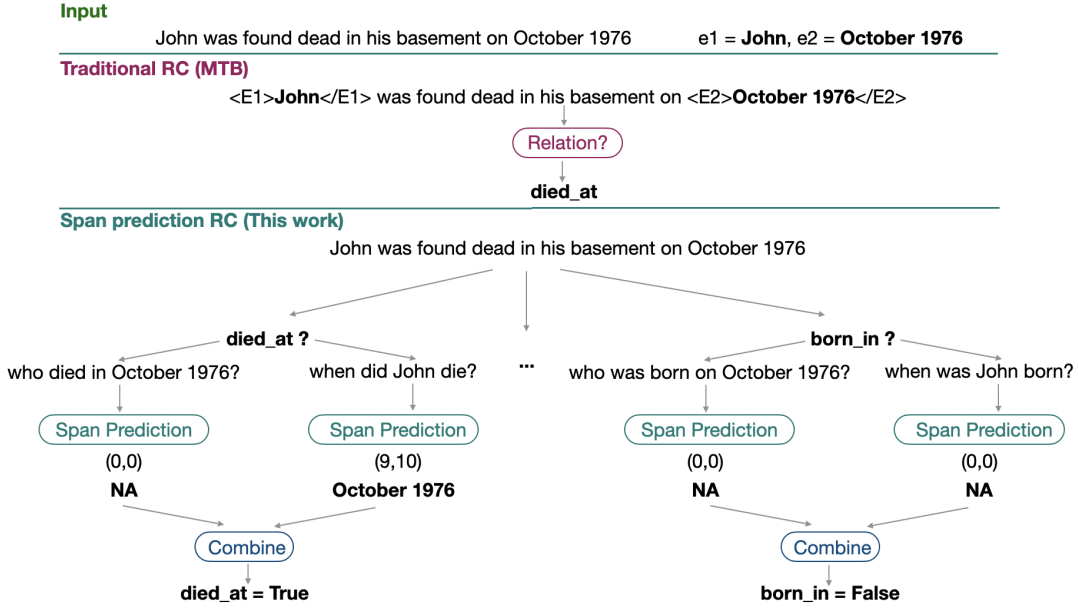 Input
John was found dead in his basement on October 1976 e1 = John, e2 = October 1976
Traditional RC (MTB)
<E1>John</E1> was found dead in his basement on <E2>October 1976</E2>
Relation?
died_at
Span prediction RC (This work)
John was found dead in his basement on October 1976
died_at ? ... born_in ?
who died in October 1976? when did John die? who was born on October 1976? when was John born?
Span Prediction Span Prediction Span Prediction Span Prediction
(0,0) (9,10) (0,0) (0,0)
NA October 1976 NA NA
Combine Combine
died_at = True born_in = False